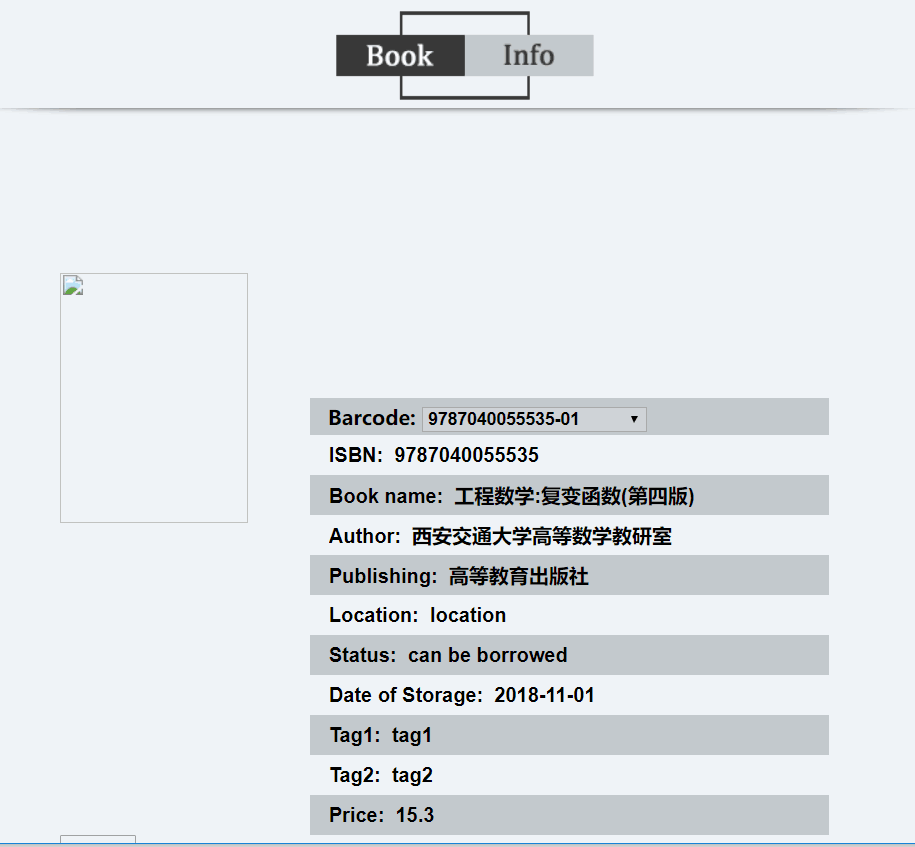 Book Info
Barcode: 9787040055535-01
ISBN: 9787040055535
Book name: 工程数学:复变函数(第四版)
Author: 西安交通大学高等数学教研室
Publishing: 高等教育出版社
Location: location
Status: can be borrowed
Date of Storage: 2018-11-01
Tag1: tag1
Tag2: tag2
Price: 15.3